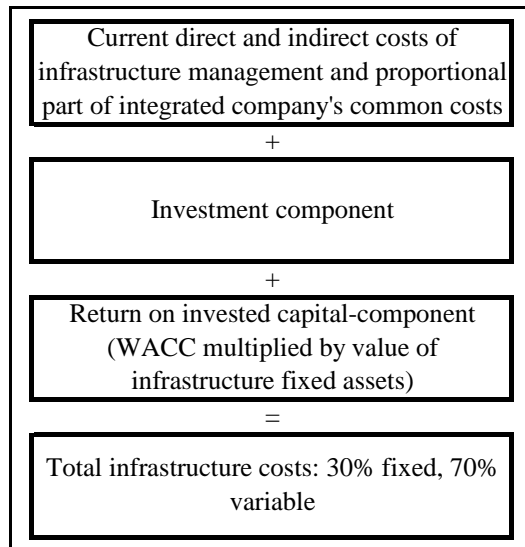 Current direct and indirect costs of
infrastructure management and proportional
part of integrated company's common costs
+
Investment component
+
Return on invested capital-component
(WACC multiplied by value of
infrastructure fixed assets)
=
Total infrastructure costs: 30% fixed, 70%
variable